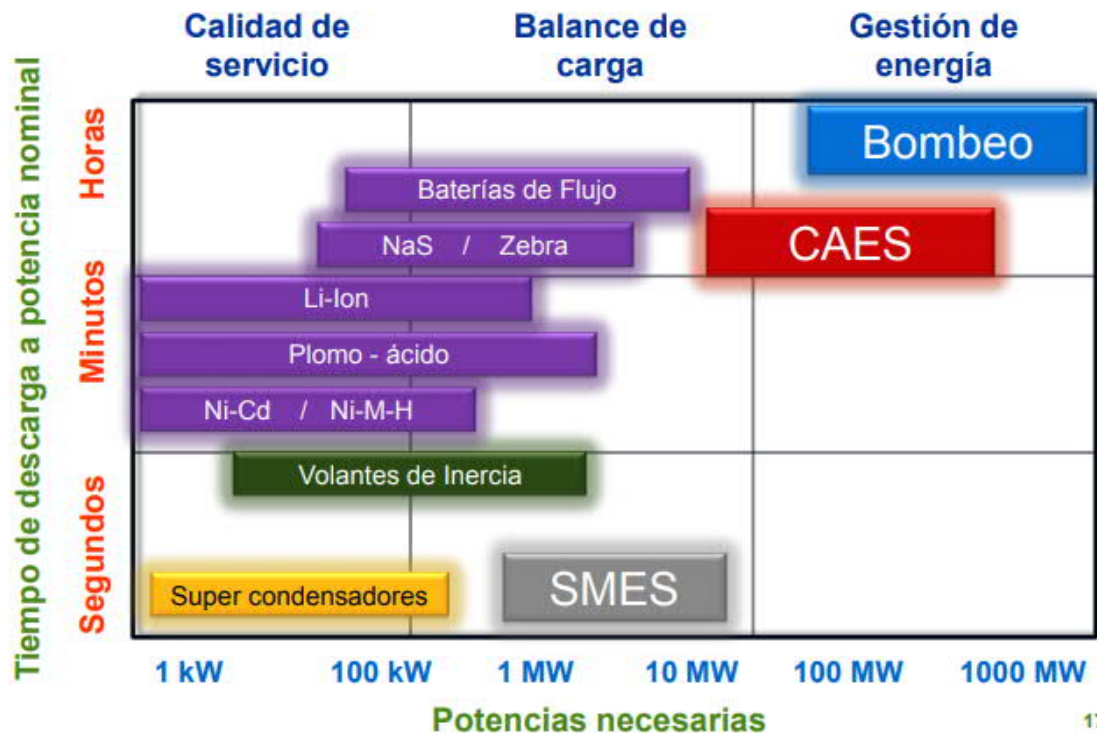 Calidad de
servicio
Balance de
carga
Gestión de
energía
Tiempo de descarga a potencia nominal
Horas
Minutos
Segundos
Bombeo
Baterías de Flujo
CAES
NaS / Zebra
Li-Ion
Plomo - ácido
Ni-Cd / Ni-M-H
Volantes de Inercia
Super condensadores
SMES
1 kW 100 kW 1 MW 10 MW 100 MW 1000 MW
Potencias necesarias
17